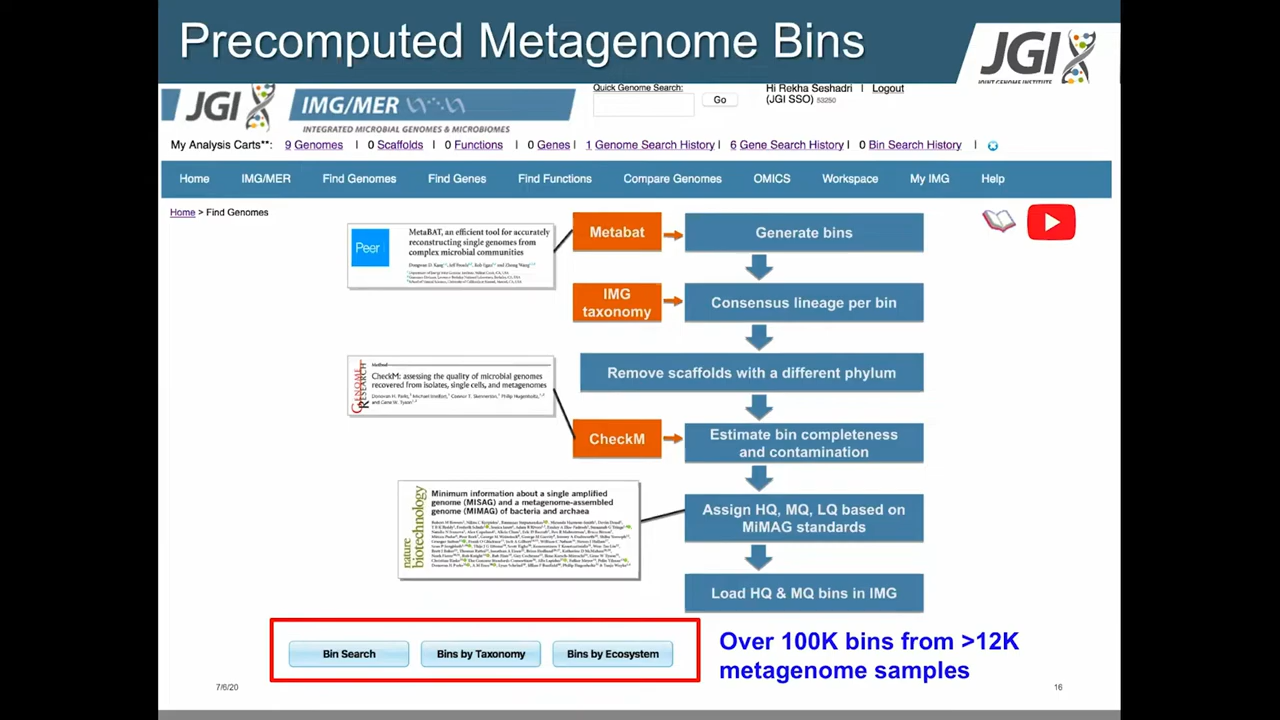 Precomputed Metagenome Bins
JGI
JOINT GENOME INSTITUTE
JGI
IMG/MER
INTEGRATED MICROBIAL GENOMES & MICROBIOMES
Quick Genome Search:
Go
Hi Rekha Seshadri | Logout
(JGI SSO) 53250
My Analysis Carts**: 9 Genomes | 0 Scaffolds | 0 Functions | 0 Genes | 1 Genome Search History | 6 Gene Search History | 0 Bin Search History |
Home IMG/MER Find Genomes Find Genes Find Functions Compare Genomes OMICS Workspace My IMG Help
Home > Find Genomes
Peer
MetaBAT, an efficient tool for accurately
reconstructing single genomes from
complex microbial communities
Metabat
Generate bins
IMG
taxonomy
Consensus lineage per bin
Remove scaffolds with a different phylum
GENOME
RESEARCH
Method
CheckM: assessing the quality of microbial genomes
recovered from isolates, single cells, and metagenomes
CheckM
Estimate bin completeness
and contamination
nature
biotechnology
Minimum information about a single amplified
genome (MISAG) and a metagenome-assembled
genome (MIMAG) of bacteria and archaea
Assign HQ, MQ, LQ based on
MiMAG standards
Load HQ & MQ bins in IMG
Bin Search
Bins by Taxonomy
Bins by Ecosystem
Over 100K bins from >12K
metagenome samples
7/6/20
16